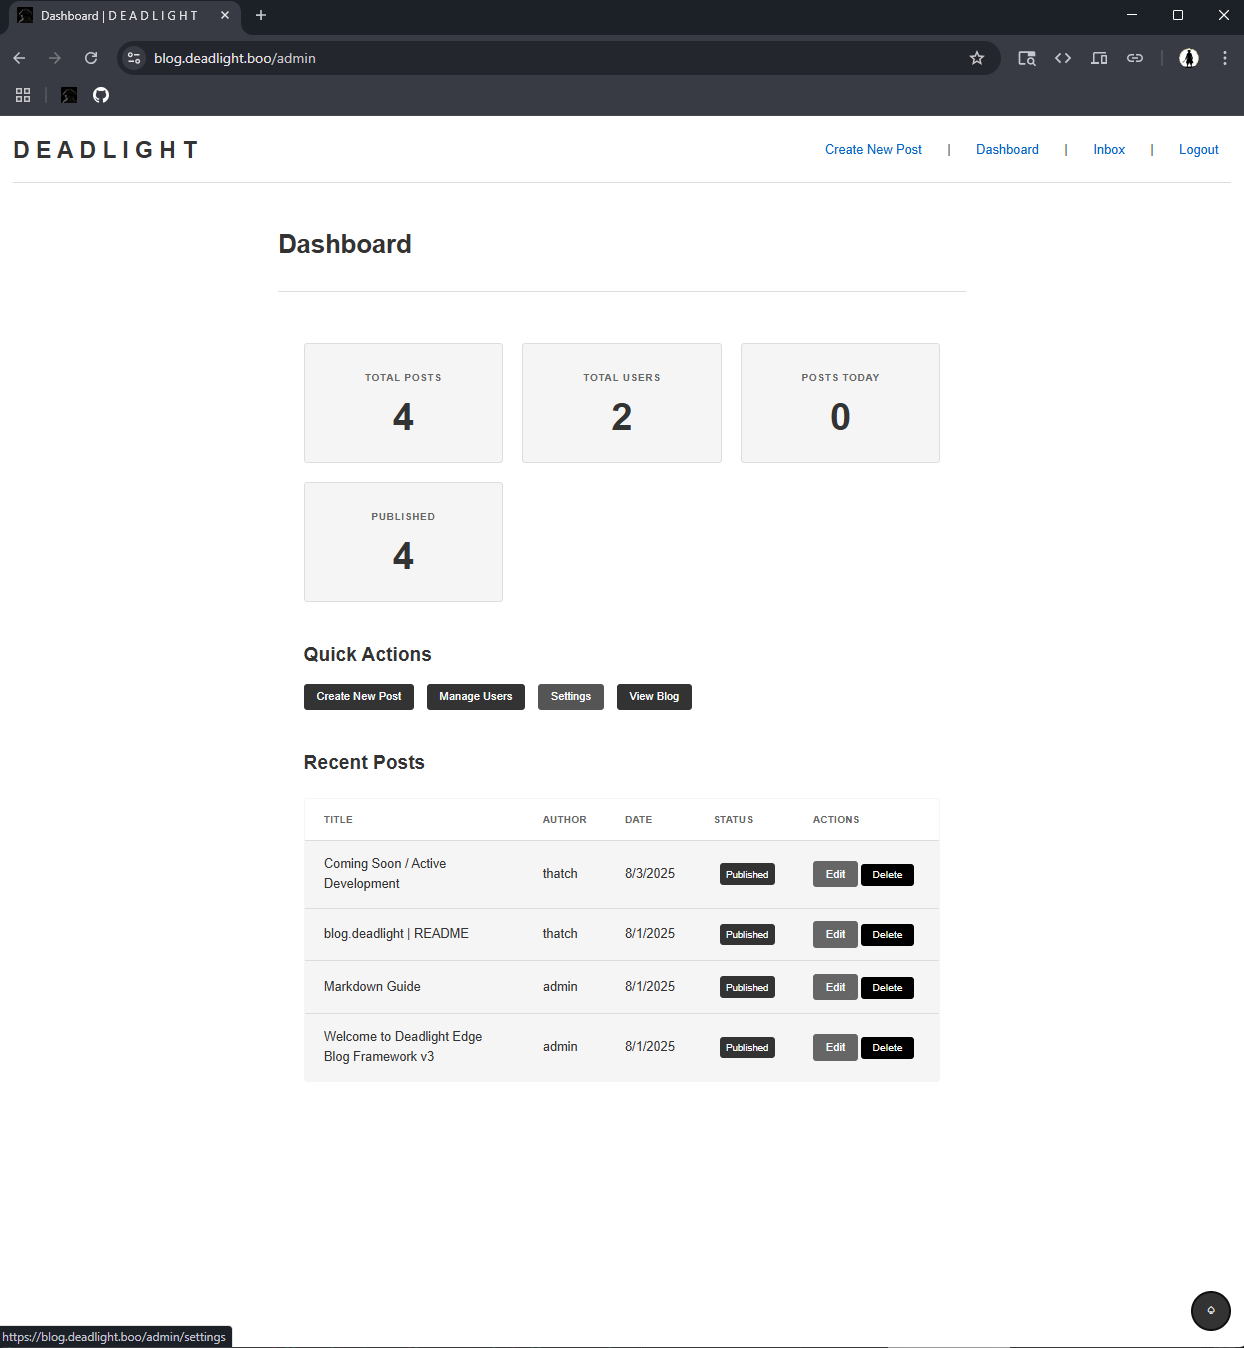 Dashboard | D E A D L I G H T
blog.deadlight.boo/admin
D E A D L I G H T
Create New Post | Dashboard | Inbox | Logout
Dashboard
TOTAL POSTS
4
TOTAL USERS
2
POSTS TODAY
0
PUBLISHED
4
Quick Actions
Create New Post Manage Users Settings View Blog
Recent Posts
TITLE AUTHOR DATE STATUS ACTIONS
Coming Soon / Active
Development
thatch 8/3/2025 Published Edit Delete
blog.deadlight | README thatch 8/1/2025 Published Edit Delete
Markdown Guide admin 8/1/2025 Published Edit Delete
Welcome to Deadlight Edge
Blog Framework v3
admin 8/1/2025 Published Edit Delete
https://blog.deadlight.boo/admin/settings